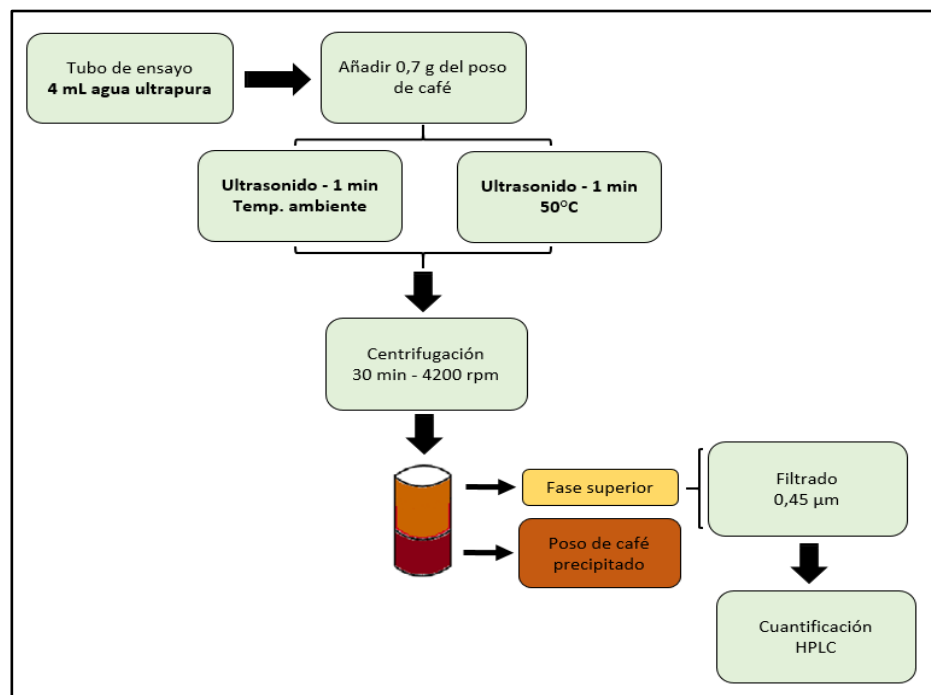 Tubo de ensayo
4 mL agua ultrapura
Añadir 0,7 g del poso
de café
Ultrasonido - 1 min
Temp. ambiente
Ultrasonido - 1 min
50°C
Centrifugación
30 min - 4200 rpm
Fase superior
Poso de café
precipitado
Filtrado
0,45 µm
Cuantificación
HPLC